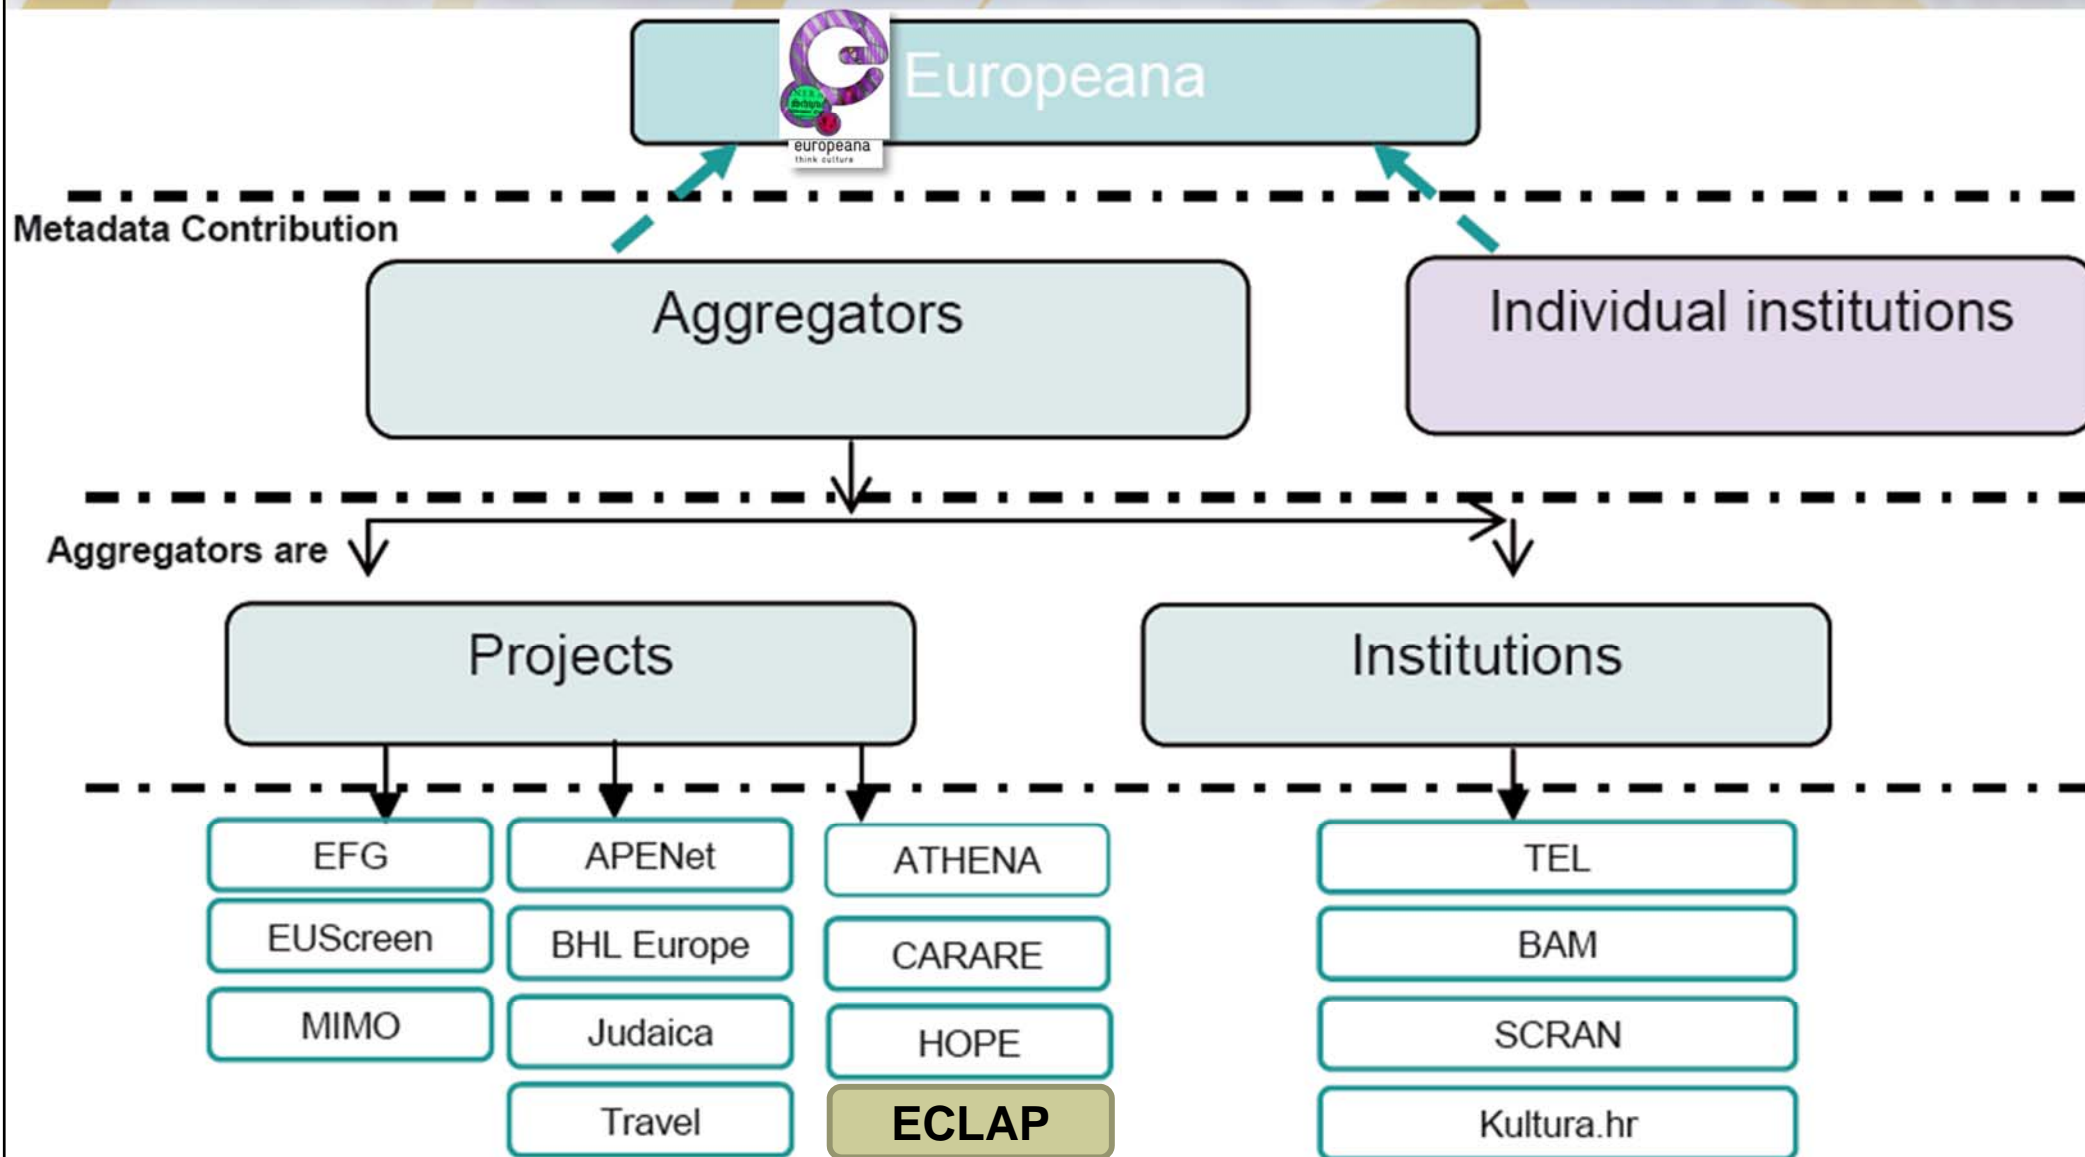 Europeana
europeana
think culture
Metadata Contribution
Aggregators
Individual institutions
Aggregators are
Projects
Institutions
EFG
EUScreen
MIMO
APENet
BHL Europe
Judaica
Travel
ATHENA
CARARE
HOPE
ECLAP
TEL
BAM
SCRAN
Kultura.hr